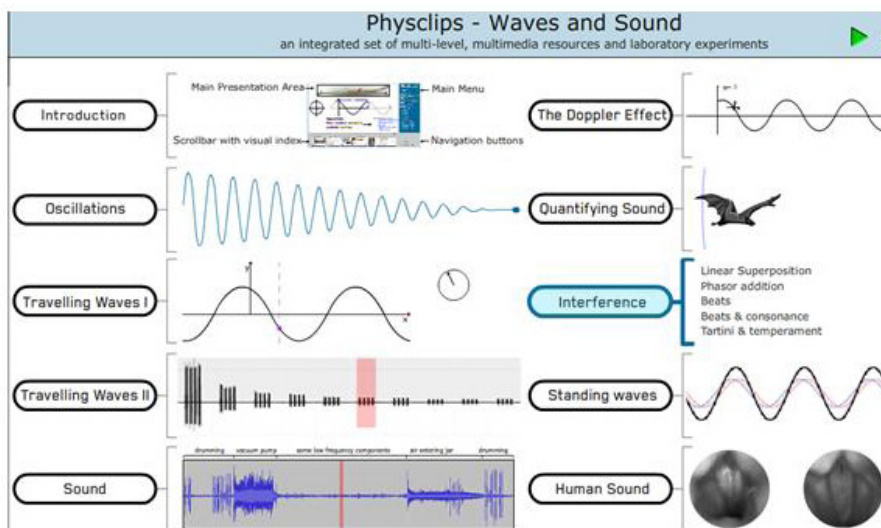 Physclips - Waves and Sound
an integrated set of multi-level, multimedia resources and laboratory experiments
Introduction
Main Presentation Area
Main Menu
Scrollbar with visual index
Navigation buttons
Oscillations
Travelling Waves I
y
x
Travelling Waves II
Sound
drumming
vacuum pump
some low frequency components
air entering jar
drumming
The Doppler Effect
Quantifying Sound
Interference
Linear Superposition
Phasor addition
Beats
Beats & consonance
Tartini & temperament
Standing waves
Human Sound